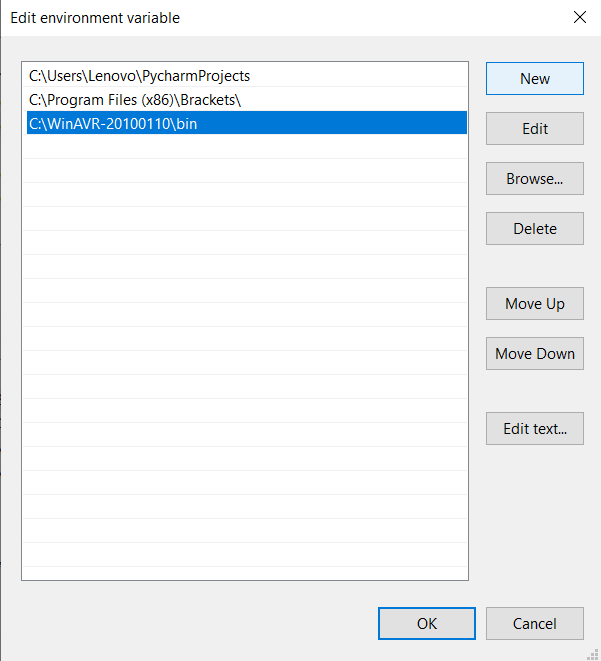 Edit environment variable
C:\Users\Lenovo\PycharmProjects
C:\Program Files (x86)\Brackets\
C:\WinAVR-20100110\bin
New
Edit
Browse...
Delete
Move Up
Move Down
Edit text...
OK
Cancel